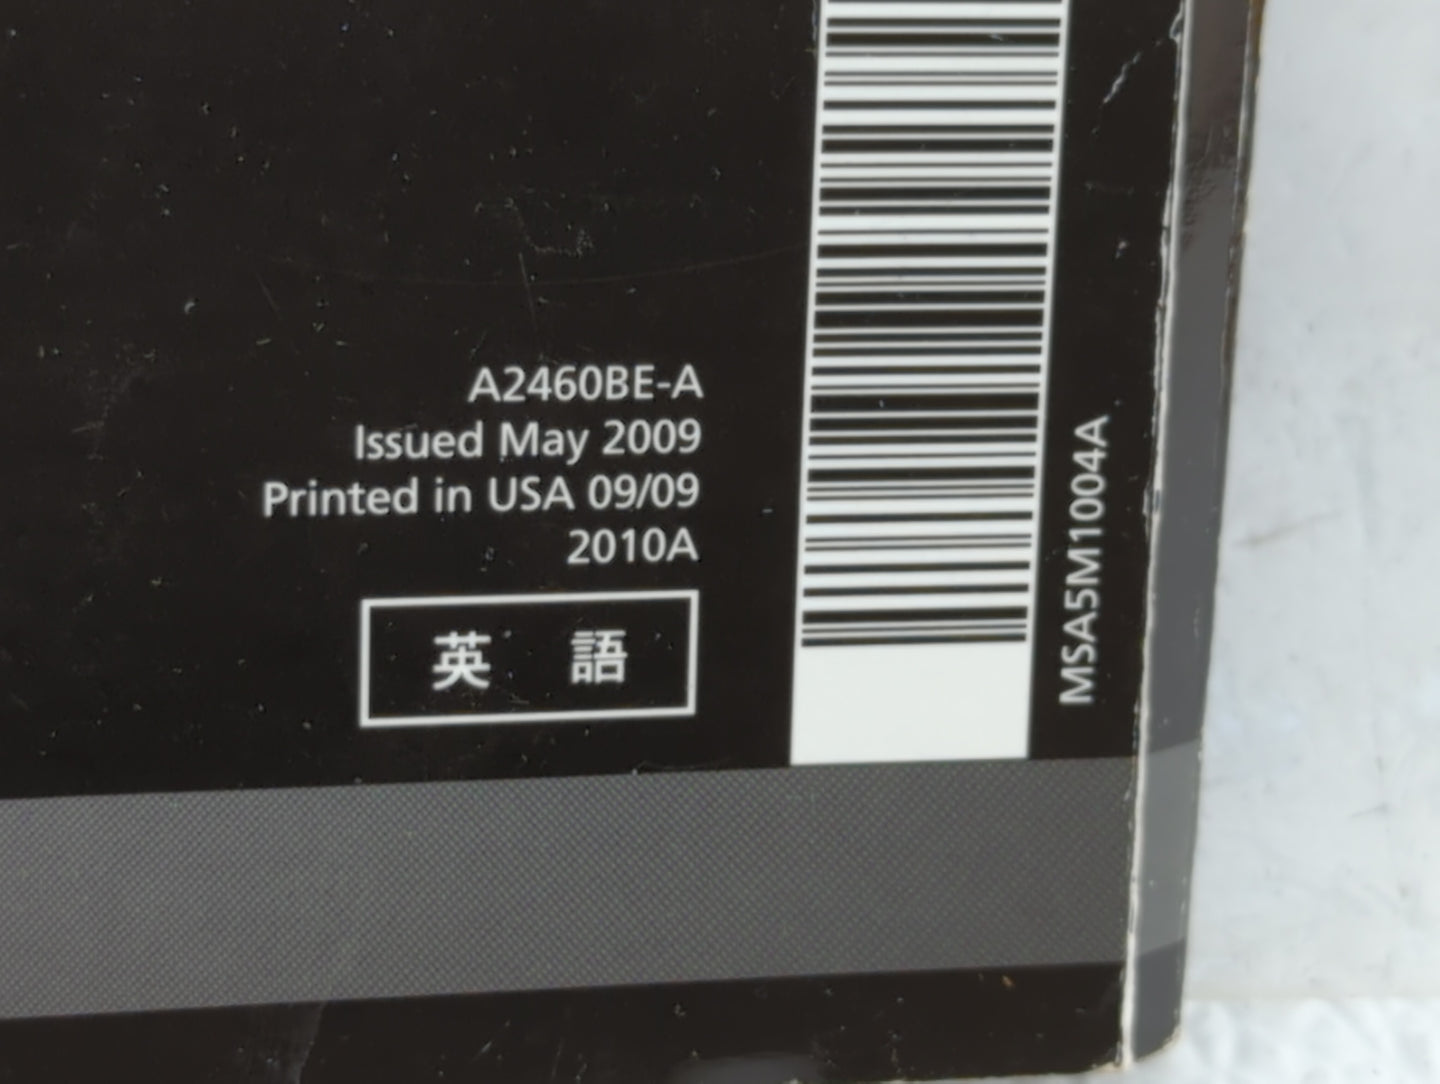 A2460BE-A
Issued May 2009
Printed in USA 09/09
2010A
英 語
MSA5M1004A